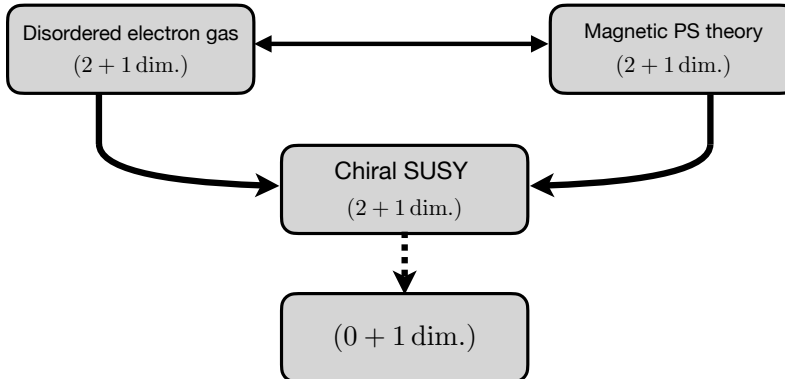 Disordered electron gas
(2 + 1 dim.)
Magnetic PS theory
(2 + 1 dim.)
Chiral SUSY
(2 + 1 dim.)
(0 + 1 dim.)